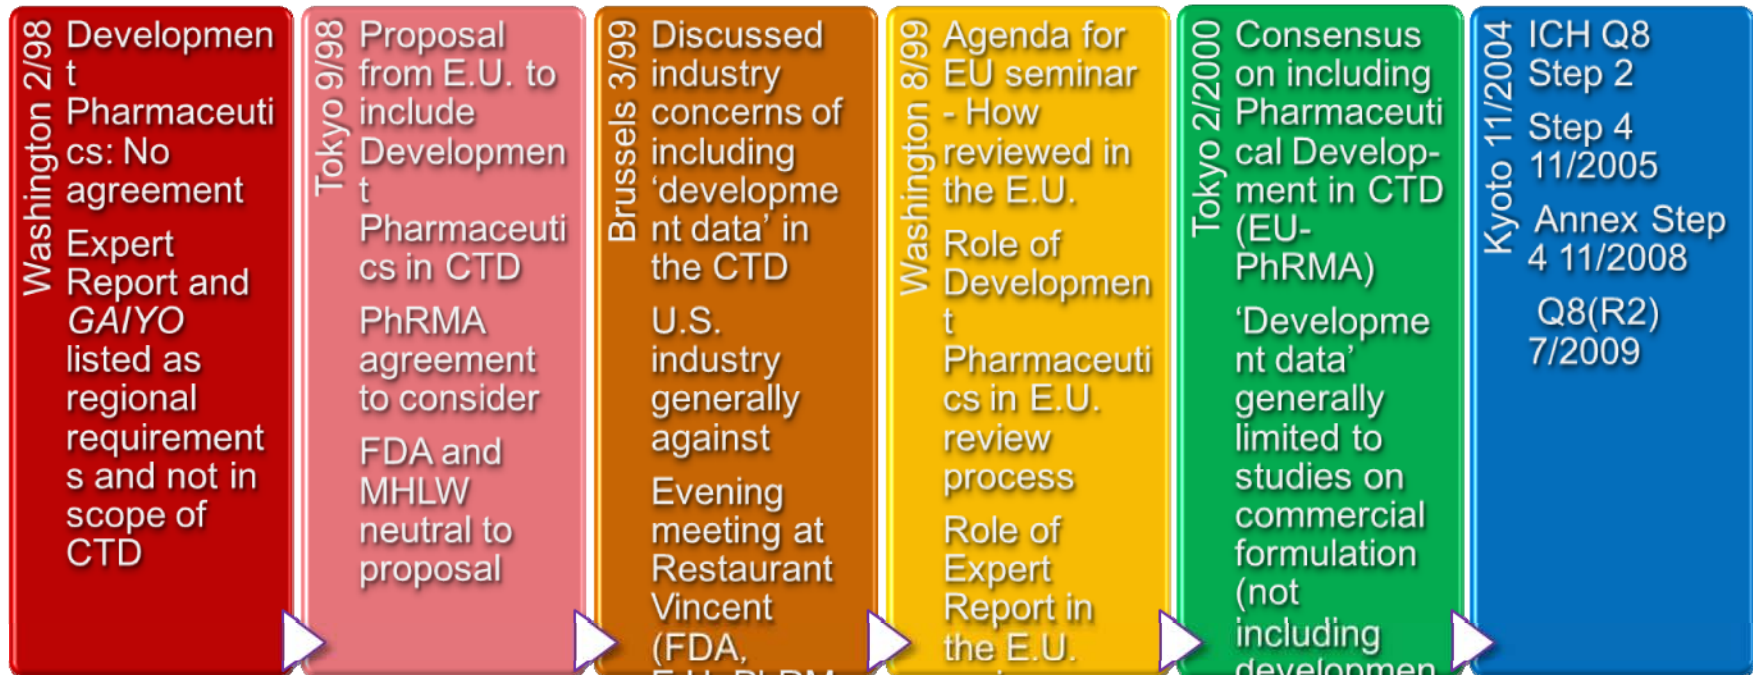 Washington 2/98
Developmen
t
Pharmaceuti
cs: No
agreement
Expert
Report and
GAIYO
listed as
regional
requirement
s and not in
scope of
CTD
Tokyo 9/98
Proposal
from E.U. to
include
Developmen
t
Pharmaceuti
cs in CTD
PhRMA
agreement
to consider
FDA and
MHLW
neutral to
proposal
Brussels 3/99
Discussed
industry
concerns of
including
‘developme
nt data’ in
the CTD
U.S.
industry
generally
against
Evening
meeting at
Restaurant
Vincent
(FDA,
Washington 8/99
Agenda for
EU seminar
- How
reviewed in
the E.U.
Role of
Developmen
t
Pharmaceuti
cs in E.U.
review
process
Role of
Expert
Report in
the E.U.
Tokyo 2/2000
Consensus
on including
Pharmaceuti
cal Develop-
ment in CTD
(EU-
PhRMA)
‘Developme
nt data’
generally
limited to
studies on
commercial
formulation
(not
including
developmen
Kyoto 11/2004
ICH Q8
Step 2
Step 4
11/2005
Annex Step
4 11/2008
Q8(R2)
7/2009